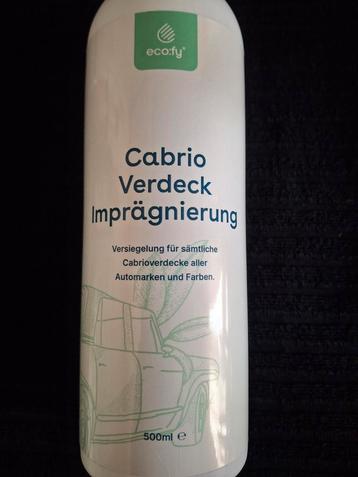 eco:fy®
Cabrio
Verdeck
Imprägnierung
Versiegelung für sämtliche
Cabrioverdecke aller
Automarken und Farben.
500ml ℮